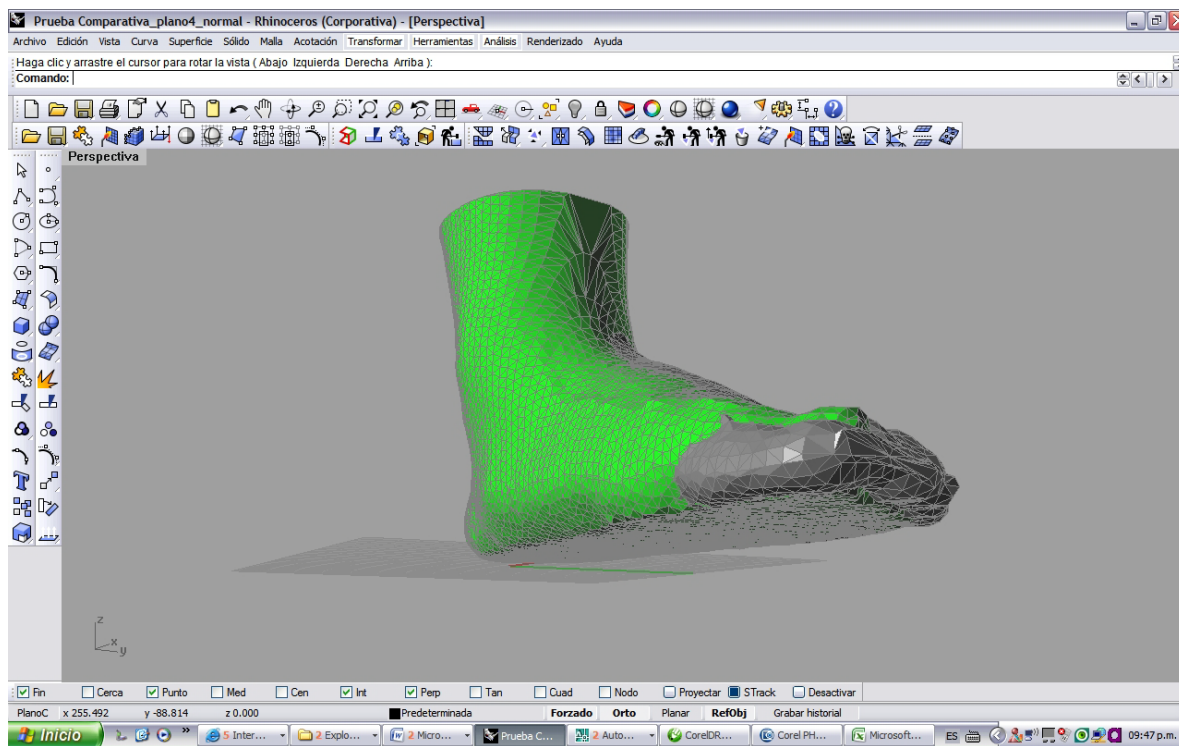 Prueba Comparativa_plano4_normal - Rhinoceros (Corporativa) - [Perspectiva]
Archivo Edición Vista Curva Superficie Sólido Malla Acotación Transformar Herramientas Análisis Renderizado Ayuda
Haga clic y arrastre el cursor para rotar la vista ( Abajo Izquierda Derecha Arriba ):
Comando:
Perspectiva
z
x
y
Fin Cerca Punto Med Cen Int Perp Tan Cuad Nodo Proyectar STrack Desactivar
PlanoC x 255.492 y -88.814 z 0.000 Predeterminada Forzado Orto Planar RefObj Grabar historial
Inicio » 5 Inter... 2 Explo... 2 Micro... Prueba C... 2 Auto... CorelDR... Corel PH... Microsoft... ES 09:47 p.m.